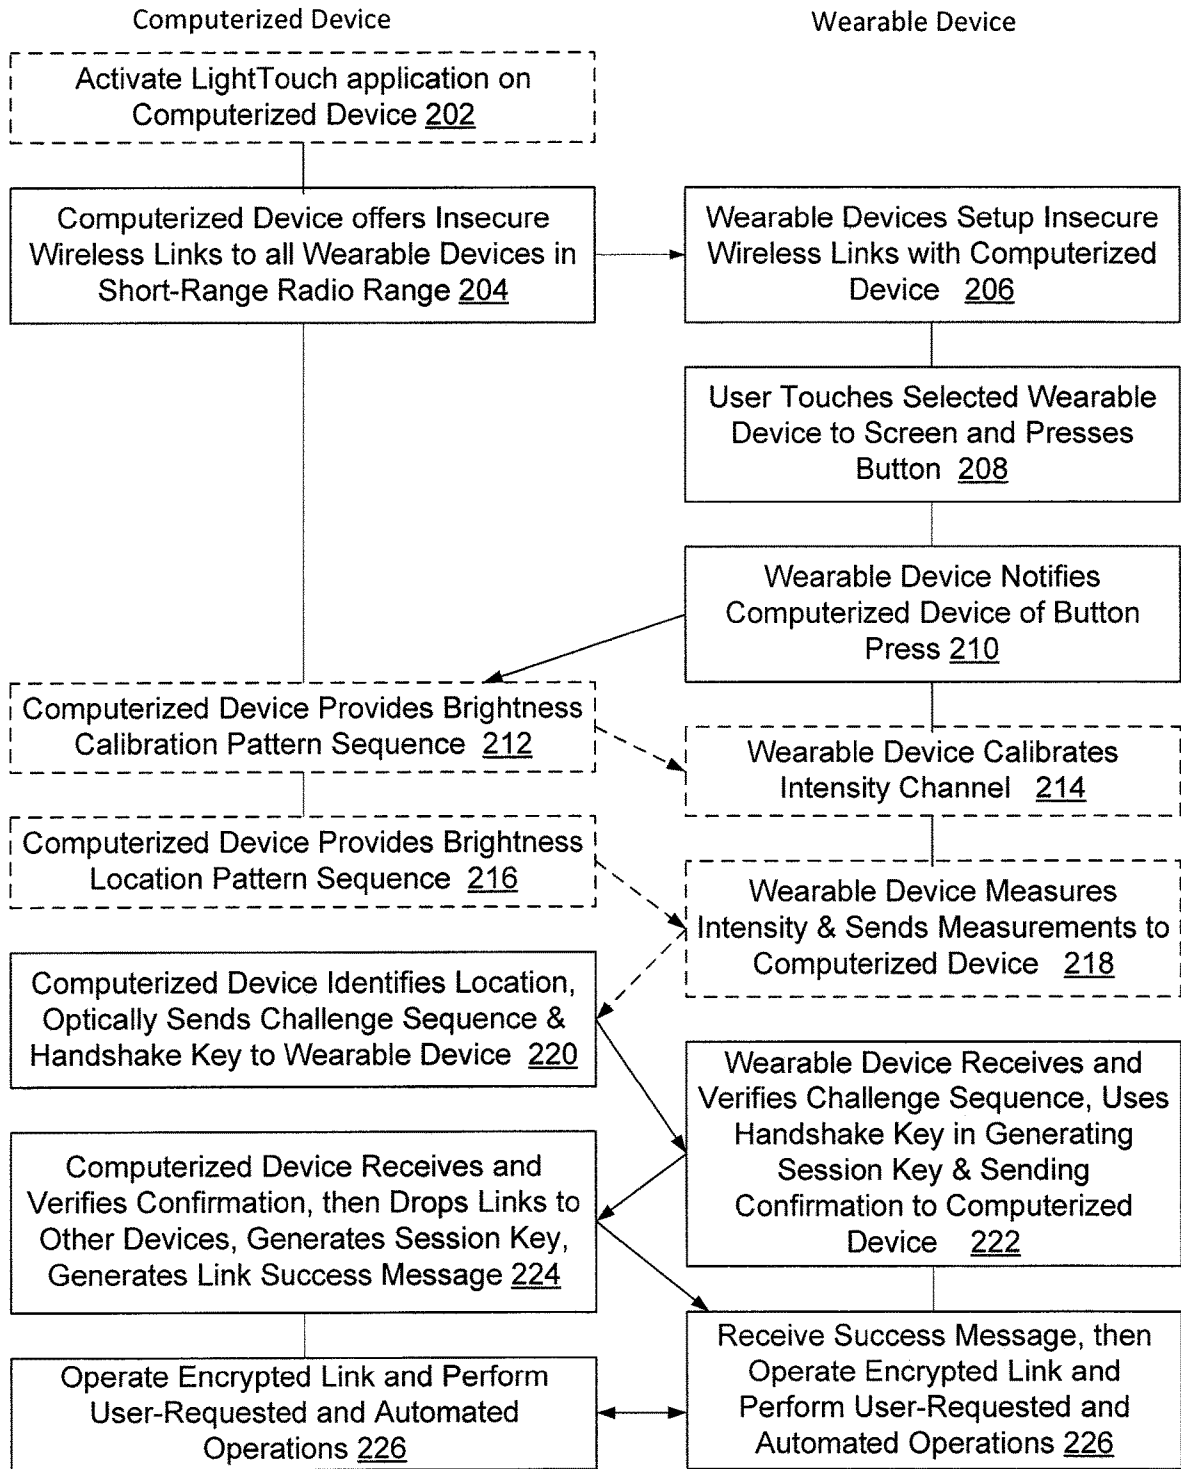 Computerized Device
Wearable Device
Activate LightTouch application on
Computerized Device 202
Computerized Device offers Insecure
Wireless Links to all Wearable Devices in
Short-Range Radio Range 204
Wearable Devices Setup Insecure
Wireless Links with Computerized
Device 206
User Touches Selected Wearable
Device to Screen and Presses
Button 208
Wearable Device Notifies
Computerized Device of Button
Press 210
Computerized Device Provides Brightness
Calibration Pattern Sequence 212
Wearable Device Calibrates
Intensity Channel 214
Computerized Device Provides Brightness
Location Pattern Sequence 216
Wearable Device Measures
Intensity & Sends Measurements to
Computerized Device 218
Computerized Device Identifies Location,
Optically Sends Challenge Sequence &
Handshake Key to Wearable Device 220
Wearable Device Receives and
Verifies Challenge Sequence, Uses
Handshake Key in Generating
Session Key & Sending
Confirmation to Computerized
Device 222
Computerized Device Receives and
Verifies Confirmation, then Drops Links to
Other Devices, Generates Session Key,
Generates Link Success Message 224
Receive Success Message, then
Operate Encrypted Link and
Perform User-Requested and
Automated Operations 226
Operate Encrypted Link and Perform
User-Requested and Automated
Operations 226